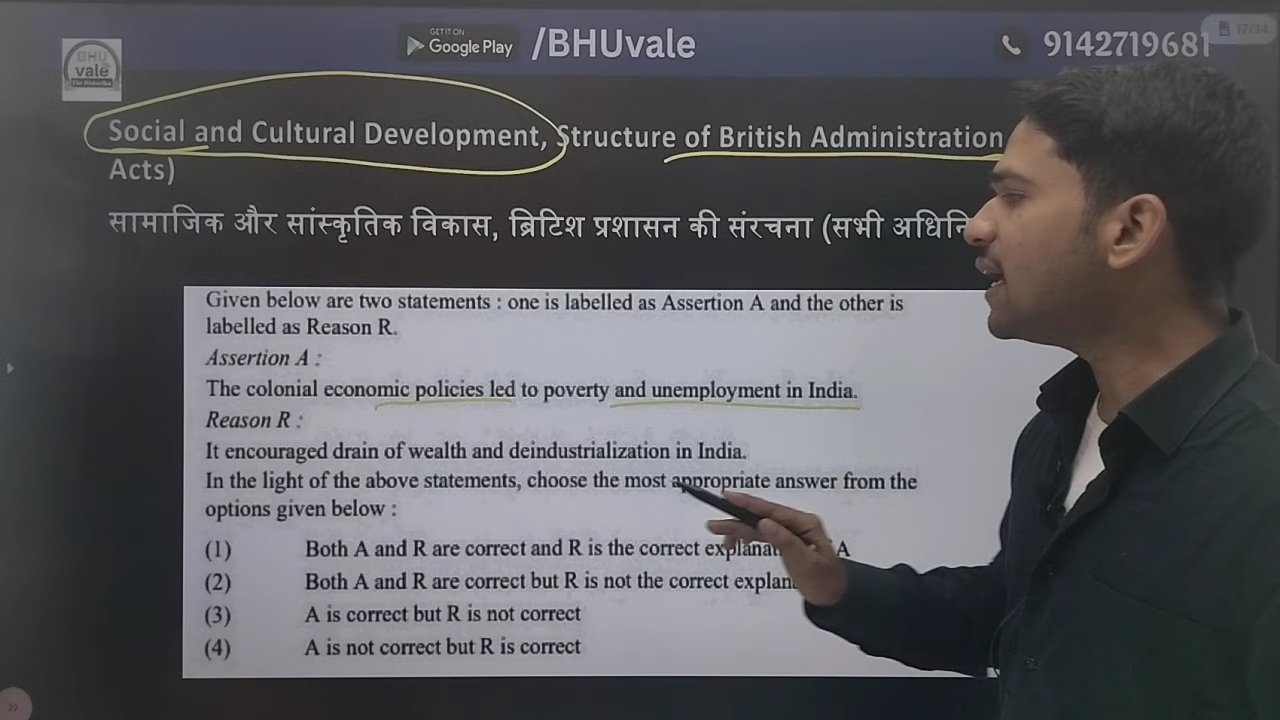 GET IT ON
Google Play
/BHUvale
9142719681
17/34
BHU
vale
Social and Cultural Development, Structure of British Administration
Acts)
सामाजिक और सांस्कृतिक विकास, ब्रिटिश प्रशासन की संरचना (सभी
Given below are two statements : one is labelled as Assertion A and the other is
labelled as Reason R.
Assertion A :
The colonial economic policies led to poverty and unemployment in India.
Reason R :
It encouraged drain of wealth and deindustrialization in India.
In the light of the above statements, choose the most appropriate answer from the
options given below :
(1) Both A and R are correct and R is the correct A
(2) Both A and R are correct but R is not the correct
(3) A is correct but R is not correct
(4) A is not correct but R is correct